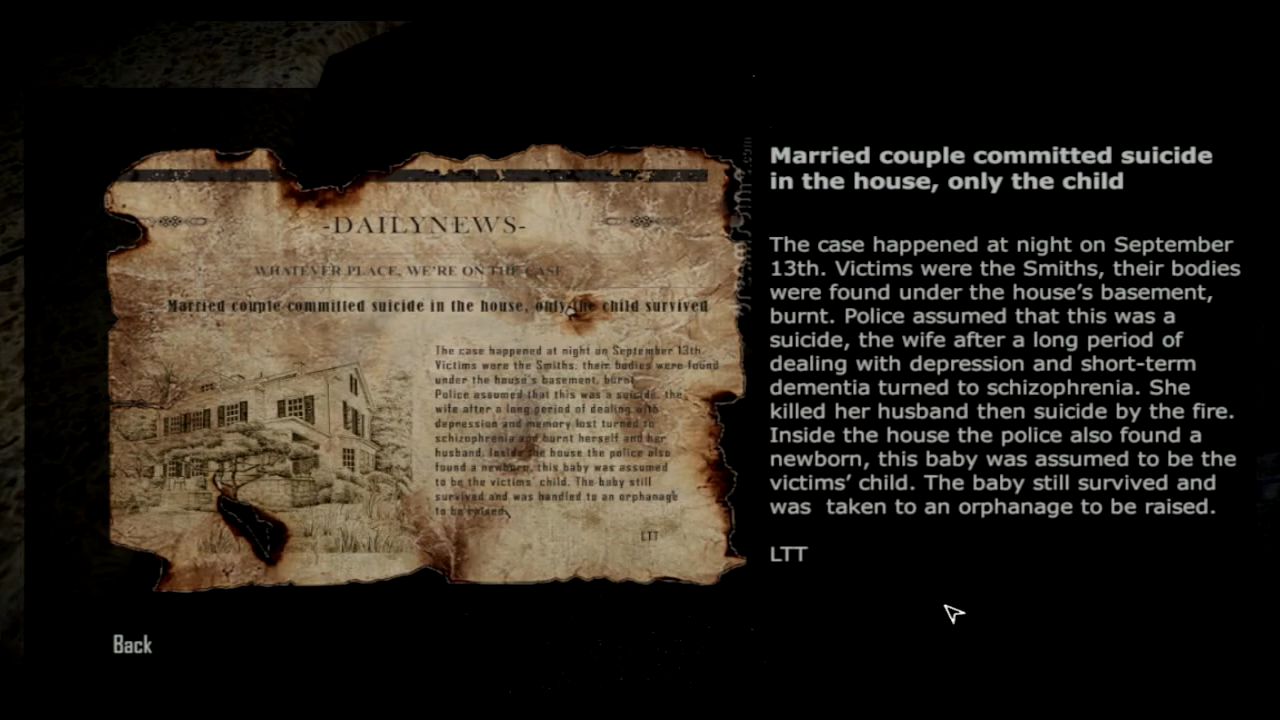 -DAILYNEWS-
WHATEVER PLACE, WE'RE ON THE CASE
Married couple committed suicide in the house, only the child survived
The case happened at night on September 13th.
Victims were the Smiths, their bodies were found
under the house's basement, burnt.
Police assumed that this was a suicide, the
wife after a long period of dealing with
depression and memory lost turned to
schizophrenia and burnt herself and her
husband. Inside the house the police also
found a newborn, this baby was assumed
to be the victims' child. The baby still
survived and was handled to an orphanage
to be raised.
LTT
Married couple committed suicide
in the house, only the child
The case happened at night on September
13th. Victims were the Smiths, their bodies
were found under the house’s basement,
burnt. Police assumed that this was a
suicide, the wife after a long period of
dealing with depression and short-term
dementia turned to schizophrenia. She
killed her husband then suicide by the fire.
Inside the house the police also found a
newborn, this baby was assumed to be the
victims’ child. The baby still survived and
was  taken to an orphanage to be raised.
LTT
Back